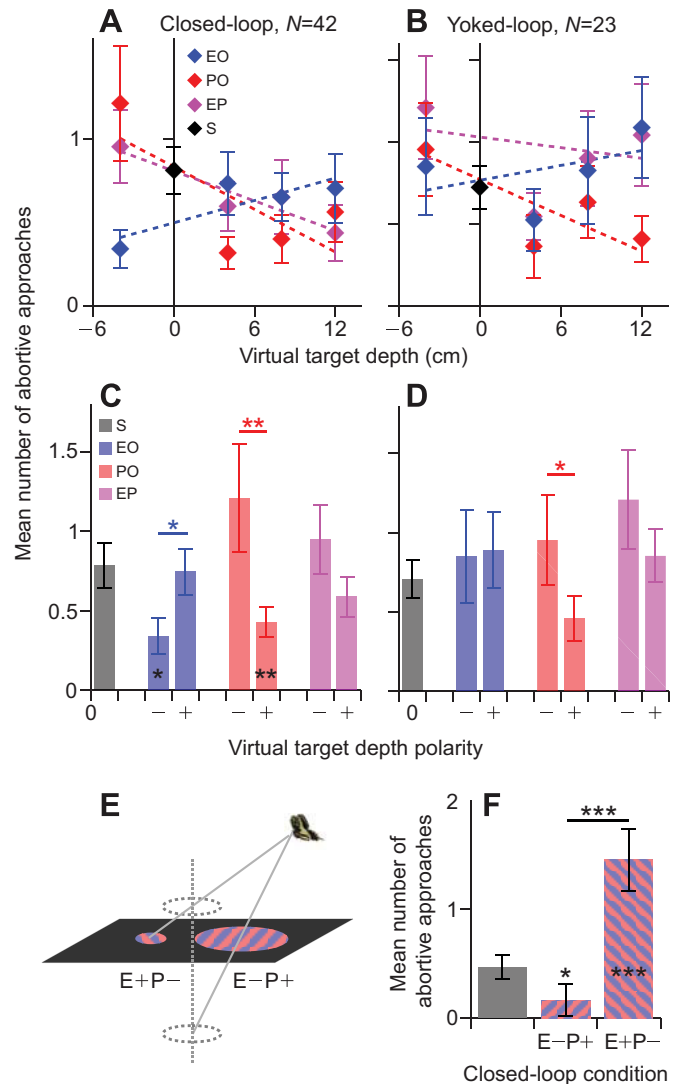 A Closed-loop, N=42
B Yoked-loop, N=23
EO
PO
EP
S
1
0
−6 0 6 12
−6 0 6 12
Virtual target depth (cm)
Mean number of abortive approaches
C
D
S
EO
PO
EP
1.5
1
0.5
0
*
**
*
*
**
0 − + − + − +
0 − + − + − +
Virtual target depth polarity
E
E+P−
E−P+
F
Mean number of
abortive approaches
2
1
0
***
*
***
E−P+ E+P−
Closed-loop condition